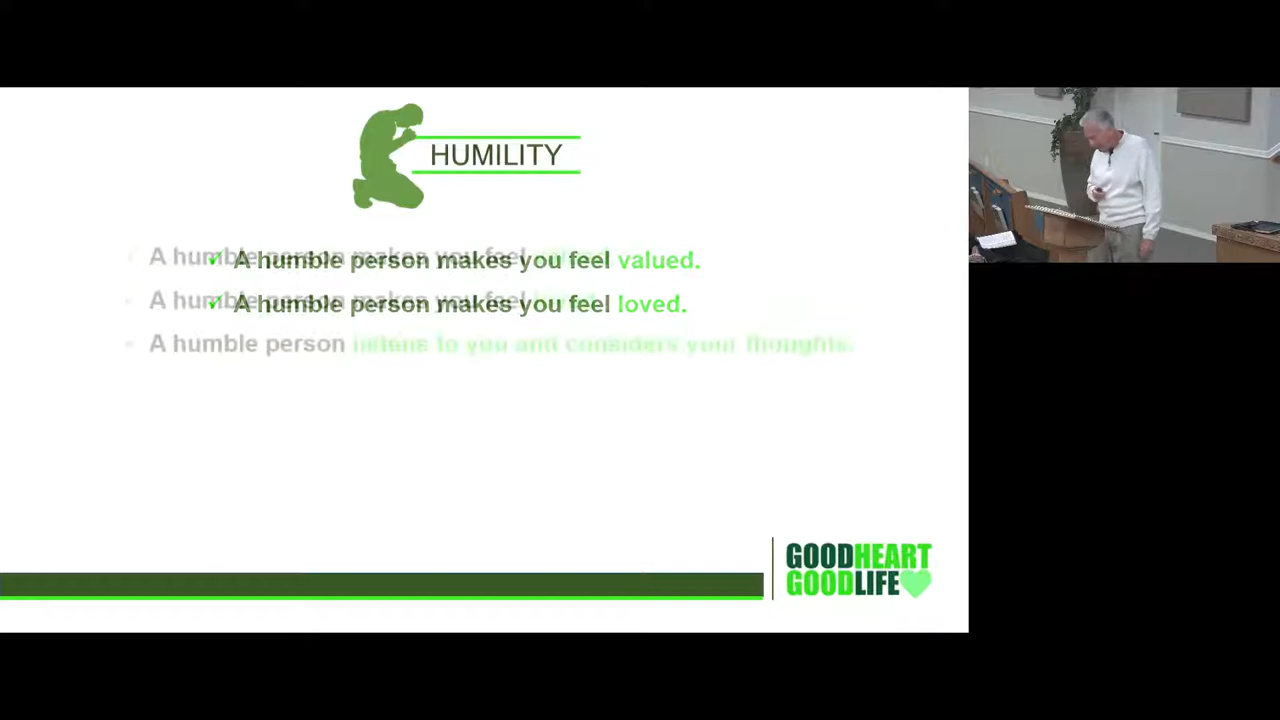 HUMILITY
✓ A humble person makes you feel valued.
✓ A humble person makes you feel loved.
• A humble person listens to you and considers your thoughts.
GOODHEART
GOODLIFE